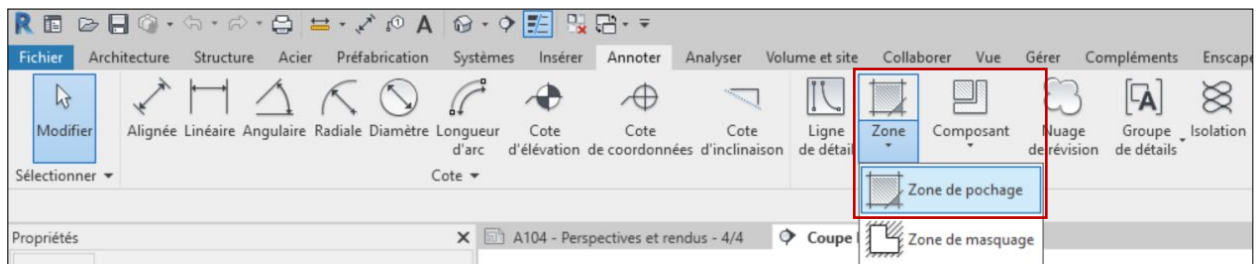 Fichier Architecture Structure Acier Préfabrication Systèmes Insérer Annoter Analyser Volume et site Collaborer Vue Gérer Compléments Enscape
Modifier Alignée Linéaire Angulaire Radiale Diamètre Longueur Cote Cote Cote Ligne Zone Composant Nuage Groupe Isolation
d'arc d'élévation de coordonnées d'inclinaison de détail de révision de détails
Sélectionner Cote
Zone de pochage
Propriétés A104 - Perspectives et rendus - 4/4 Coupe Zone de masquage